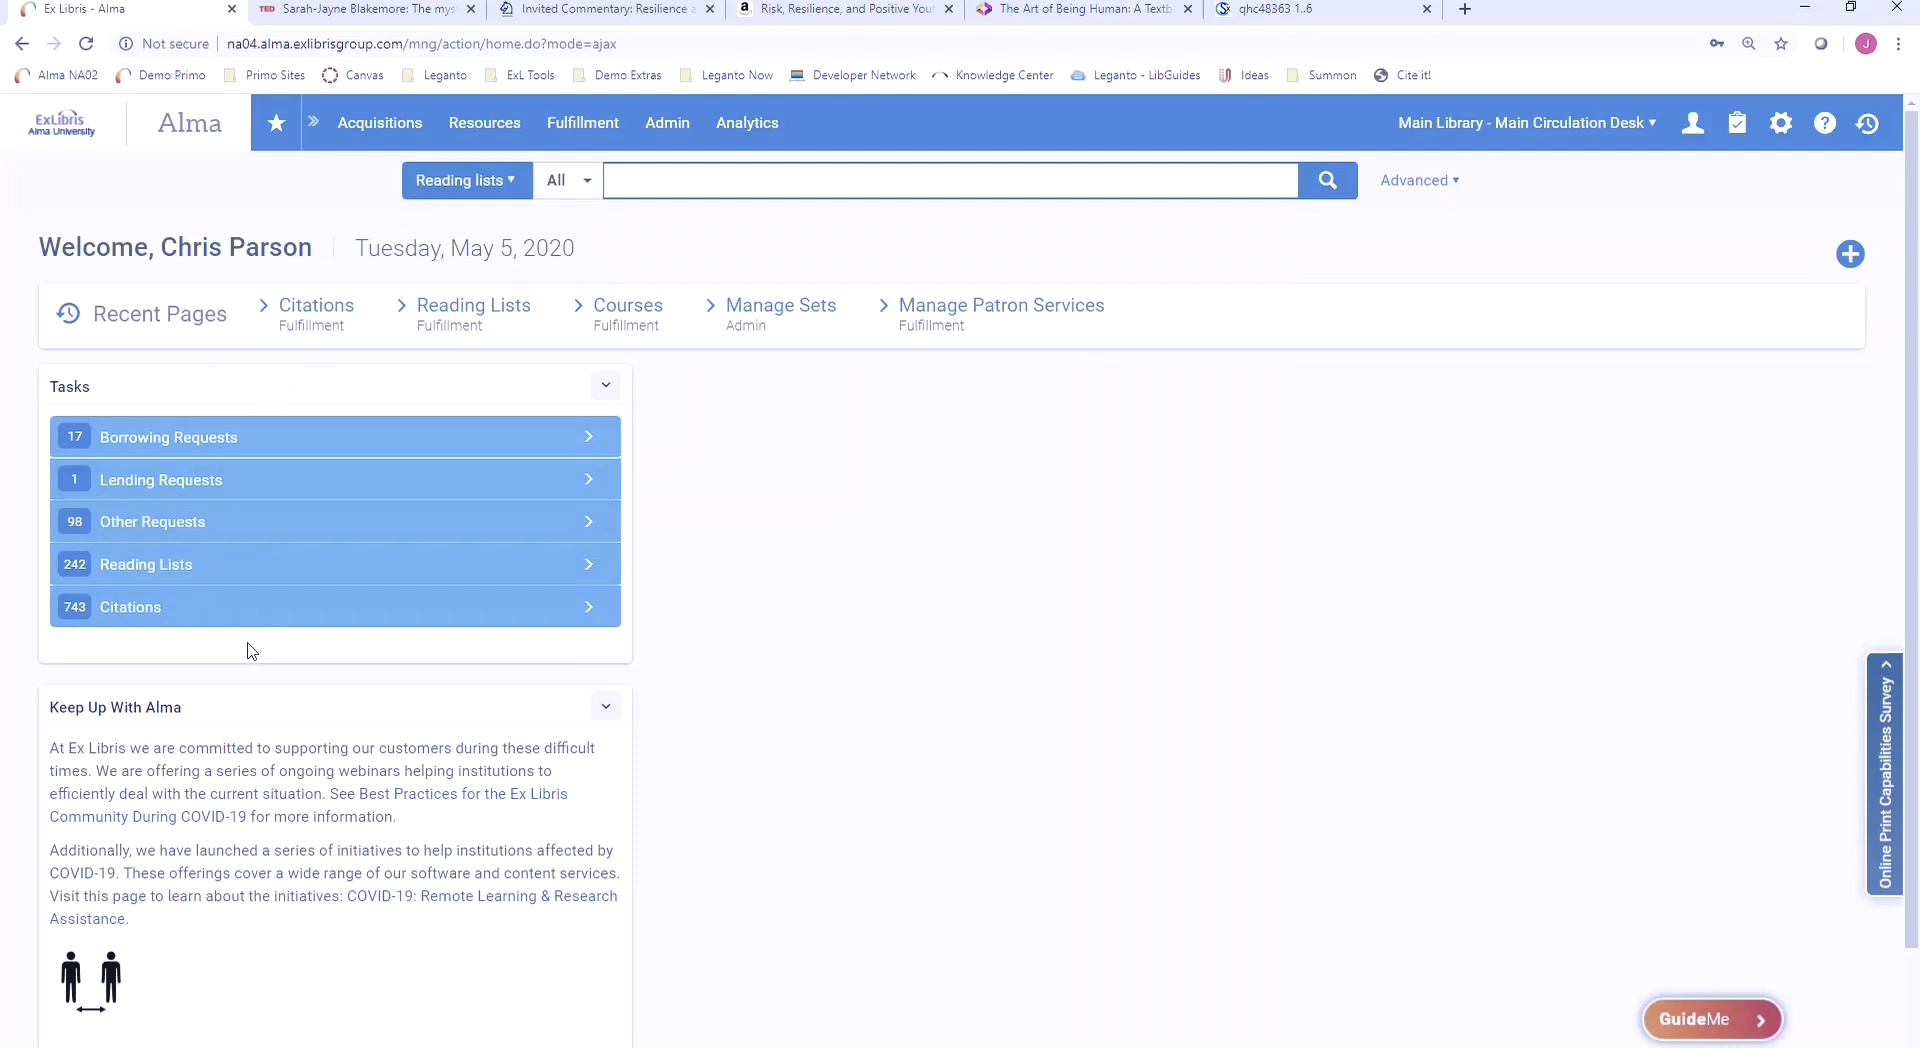 Ex Libris - Alma
TED Sarah-Jayne Blakemore: The mys
Invited Commentary: Resilience a
Risk, Resilience, and Positive You
The Art of Being Human: A Textb
qhc48363 1..6
Not secure na04.alma.exlibrisgroup.com/mng/action/home.do?mode=ajax
J
Alma NA02 Demo Primo Primo Sites Canvas Leganto ExL Tools Demo Extras Leganto Now Developer Network Knowledge Center Leganto - LibGuides Ideas Summon Cite it!
ExLibris
Alma University
Alma
Acquisitions Resources Fulfillment Admin Analytics
Main Library - Main Circulation Desk
Reading lists All Advanced
Welcome, Chris Parson Tuesday, May 5, 2020
Recent Pages
Citations
Fulfillment
Reading Lists
Fulfillment
Courses
Fulfillment
Manage Sets
Admin
Manage Patron Services
Fulfillment
Tasks
17 Borrowing Requests
1 Lending Requests
98 Other Requests
242 Reading Lists
743 Citations
Keep Up With Alma
At Ex Libris we are committed to supporting our customers during these difficult
times. We are offering a series of ongoing webinars helping institutions to
efficiently deal with the current situation. See Best Practices for the Ex Libris
Community During COVID-19 for more information.
Additionally, we have launched a series of initiatives to help institutions affected by
COVID-19. These offerings cover a wide range of our software and content services.
Visit this page to learn about the initiatives: COVID-19: Remote Learning & Research
Assistance.
Online Print Capabilities Survey
GuideMe